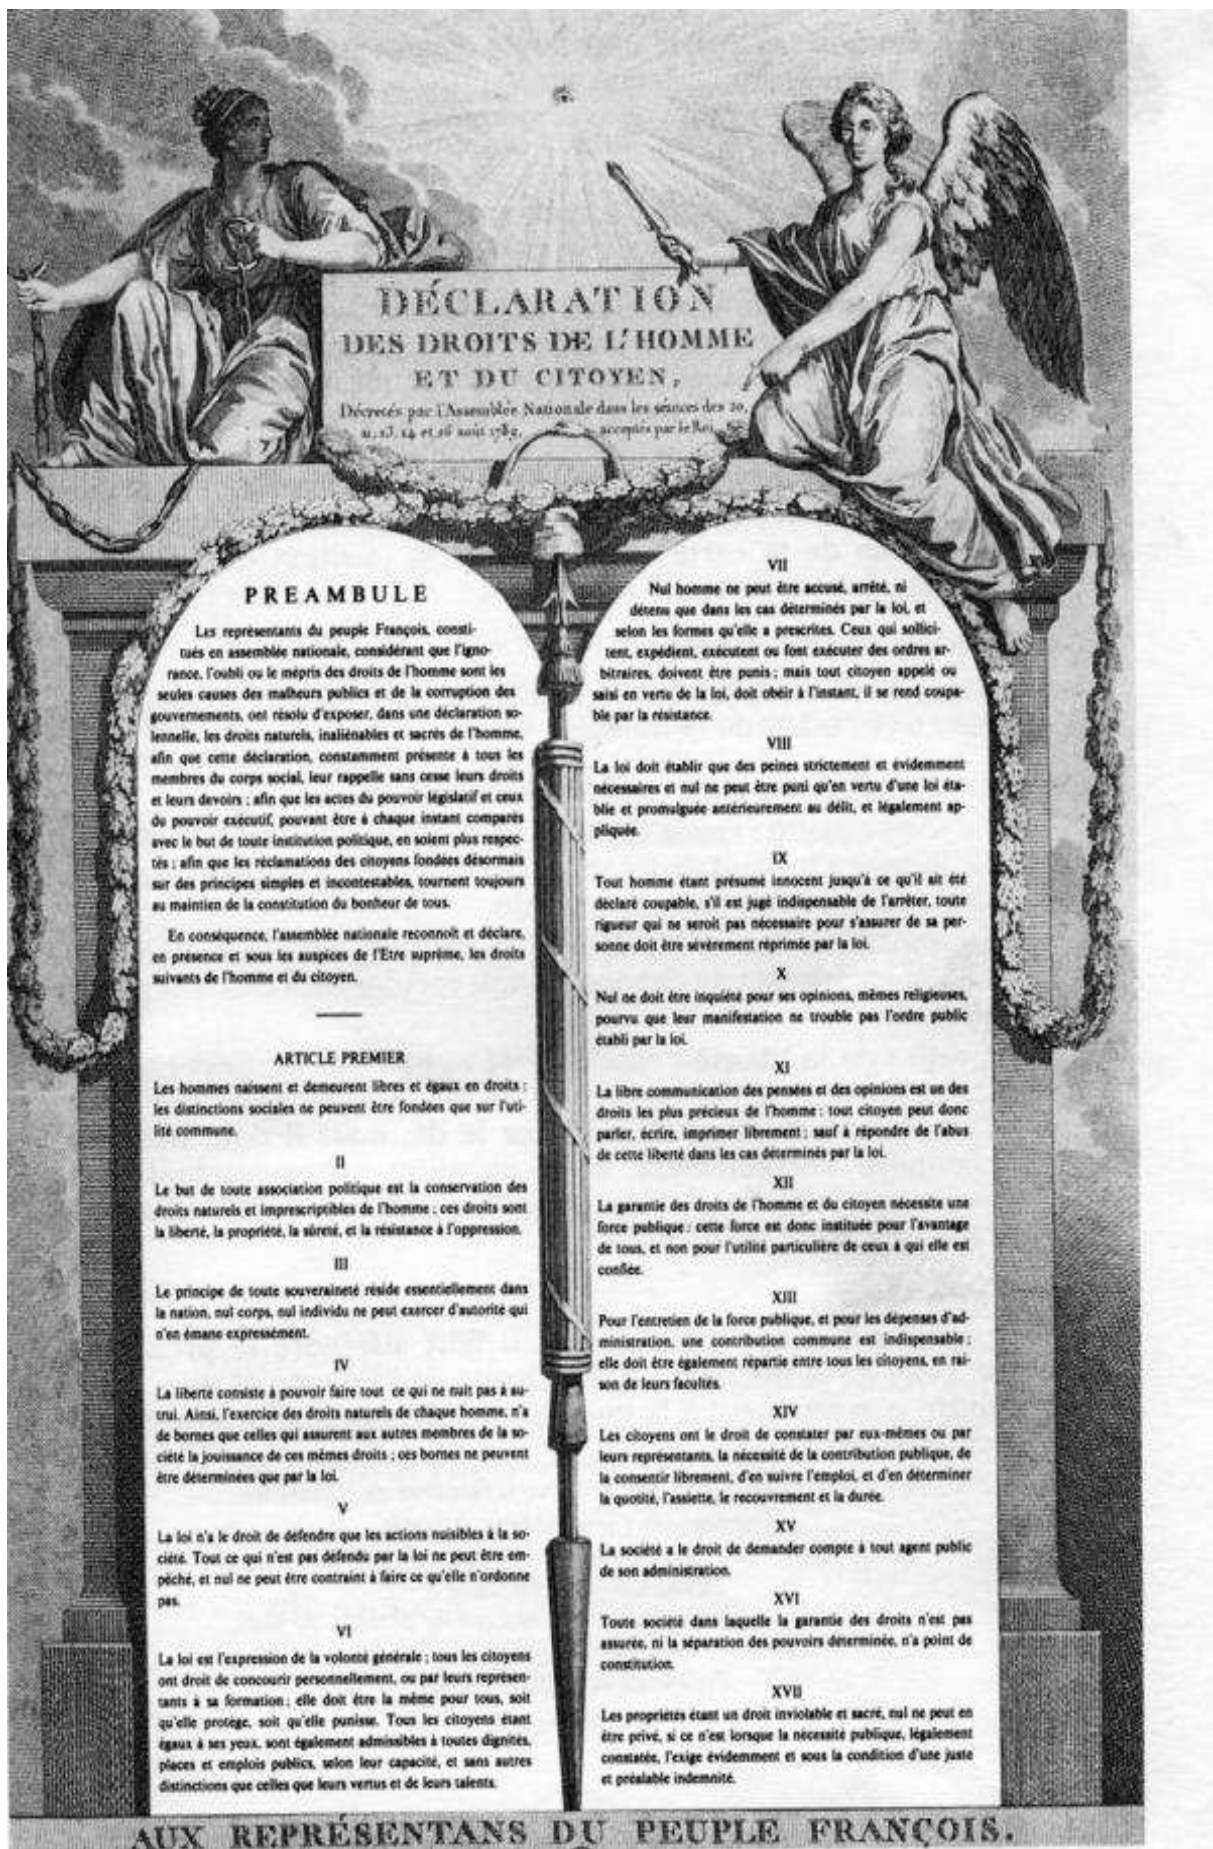 DÉCLARATION
DES DROITS DE L'HOMME
ET DU CITOYEN,
Décretés par l'Assemblée Nationale dans les séances des 20,
21, 23, 24 et 26 août 1789, acceptés par le Roi
PREAMBULE
Les représentants du peuple François, consti-
tués en assemblée nationale, considérant que l'igno-
rance, l'oubli ou le mépris des droits de l'homme sont les
seules causes des malheurs publics et de la corruption des
gouvernements, ont résolu d'exposer, dans une déclaration so-
lennelle, les droits naturels, inaliénables et sacrés de l'homme,
afin que cette déclaration, constamment présente à tous les
membres du corps social, leur rappelle sans cesse leurs droits
et leurs devoirs ; afin que les actes du pouvoir législatif et ceux
du pouvoir exécutif, pouvant être à chaque instant comparés
avec le but de toute institution politique, en soient plus respec-
tés ; afin que les réclamations des citoyens fondées désormais
sur des principes simples et incontestables, tournent toujours
au maintien de la constitution du bonheur de tous.
En conséquence, l'assemblée nationale reconnoît et déclare,
en présence et sous les auspices de l'Etre suprême, les droits
suivants de l'homme et du citoyen.
ARTICLE PREMIER
Les hommes naissent et demeurent libres et égaux en droits ;
les distinctions sociales ne peuvent être fondées que sur l'uti-
lité commune.
II
Le but de toute association politique est la conservation des
droits naturels et imprescriptibles de l'homme ; ces droits sont
la liberté, la propriété, la sûreté, et la résistance à l'oppression.
III
Le principe de toute souveraineté réside essentiellement dans
la nation, nul corps, nul individu ne peut exercer d'autorité qui
n'en émane expressément.
IV
La liberté consiste à pouvoir faire tout ce qui ne nuit pas à au-
trui. Ainsi, l'exercice des droits naturels de chaque homme, n'a
de bornes que celles qui assurent aux autres membres de la so-
ciété la jouissance de ces mêmes droits ; ces bornes ne peuvent
être déterminées que par la loi.
V
La loi n'a le droit de défendre que les actions nuisibles à la so-
ciété. Tout ce qui n'est pas défendu par la loi ne peut être em-
pêché, et nul ne peut être contraint à faire ce qu'elle n'ordonne
pas.
VI
La loi est l'expression de la volonté générale ; tous les citoyens
ont droit de concourir personnellement, ou par leurs représen-
tants à sa formation ; elle doit être la même pour tous, soit
qu'elle protège, soit qu'elle punisse. Tous les citoyens étant
égaux à ses yeux, sont également admissibles à toutes dignités,
places et emplois publics, selon leur capacité, et sans autres
distinctions que celles que leurs vertus et de leurs talents.
VII
Nul homme ne peut être accusé, arrêté, ni
détenu que dans les cas déterminés par la loi, et
selon les formes qu'elle a prescrites. Ceux qui sollici-
tent, expédient, exécutent ou font exécuter des ordres ar-
bitraires, doivent être punis ; mais tout citoyen appelé ou
saisi en vertu de la loi, doit obéir à l'instant, il se rend coupa-
ble par la résistance.
VIII
La loi doit établir que des peines strictement et évidemment
nécessaires et nul ne peut être puni qu'en vertu d'une loi éta-
blie et promulguée antérieurement au délit, et légalement ap-
pliquée.
IX
Tout homme étant présumé innocent jusqu'à ce qu'il ait été
déclaré coupable, s'il est jugé indispensable de l'arrêter, toute
rigueur qui ne seroit pas nécessaire pour s'assurer de sa per-
sonne doit être sévèrement réprimée par la loi.
X
Nul ne doit être inquiété pour ses opinions, mêmes religieuses,
pourvu que leur manifestation ne trouble pas l'ordre public
établi par la loi.
XI
La libre communication des pensées et des opinions est un des
droits les plus précieux de l'homme ; tout citoyen peut donc
parler, écrire, imprimer librement ; sauf à répondre de l'abus
de cette liberté dans les cas déterminés par la loi.
XII
La garantie des droits de l'homme et du citoyen nécessite une
force publique ; cette force est donc instituée pour l'avantage
de tous, et non pour l'utilité particulière de ceux à qui elle est
confiée.
XIII
Pour l'entretien de la force publique, et pour les dépenses d'ad-
ministration, une contribution commune est indispensable ;
elle doit être également répartie entre tous les citoyens, en rai-
son de leurs facultés.
XIV
Les citoyens ont le droit de constater par eux-mêmes ou par
leurs représentants, la nécessité de la contribution publique, de
la consentir librement, d'en suivre l'emploi, et d'en déterminer
la quotité, l'assiette, le recouvrement et la durée.
XV
La société a le droit de demander compte à tout agent public
de son administration.
XVI
Toute société dans laquelle la garantie des droits n'est pas
assurée, ni la séparation des pouvoirs déterminée, n'a point de
constitution.
XVII
Les propriétés étant un droit inviolable et sacré, nul ne peut en
être privé, si ce n'est lorsque la nécessité publique, légalement
constatée, l'exige évidemment et sous la condition d'une juste
et préalable indemnité.
AUX REPRÉSENTANS DU PEUPLE FRANÇOIS.